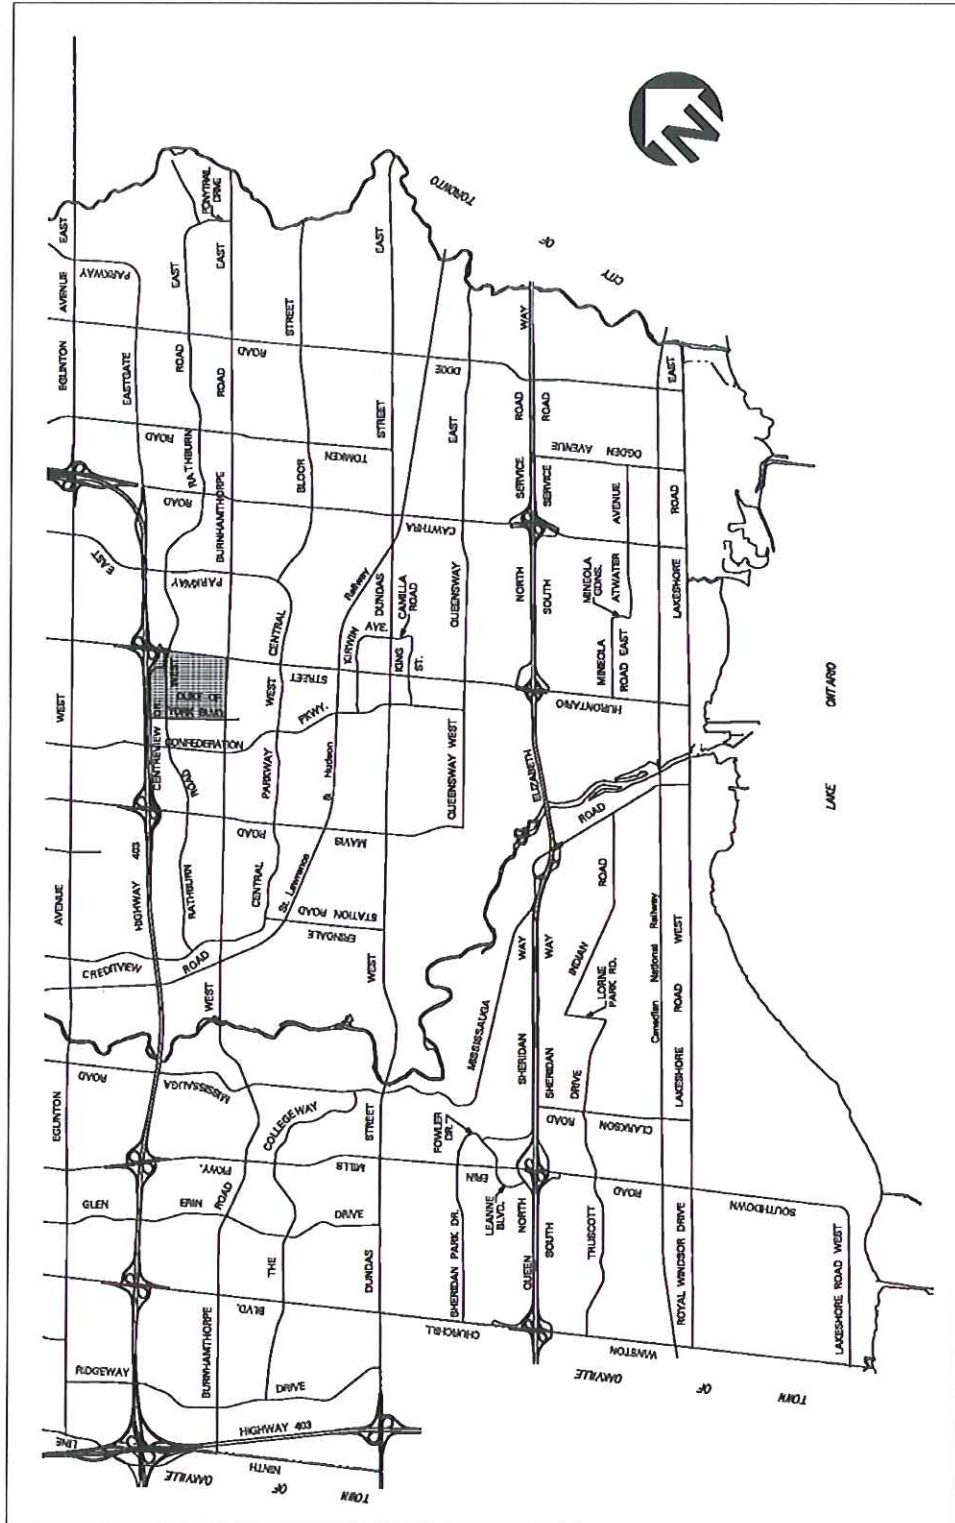 N
TORONTO
OF
CITY
PONYTRAIL
DRIVE
EAST
EAST
EAST
EAST
PARKWAY
AVENUE
EGLINTON
EASTGATE
ROAD
ROAD
ROAD
STREET
DIXIE
EAST
WAY
EAST
RATHBURN
ROAD
TOMKEN
STREET
BLOOR
BURNHAMTHORPE
ROAD
CAWTHRA
ROAD
ROAD
SERVICE
SERVICE
OGDEN
AVENUE
AVENUE
ROAD
EAST
PARKWAY
CENTRAL
Railway
KIRWIN
AVE.
DUNDAS
CAMILLA
ROAD
KING
ST.
QUEENSWAY
NORTH
SOUTH
MINEOLA
GDNS.
ATWATER
LAKESHORE
MINEOLA
ROAD EAST
WEST
CENTREVIEW DR.
WEST
DUKE OF
YORK BLVD
STREET
HURONTARIO
CONFEDERATION
PKWY.
WEST
PARKWAY
Hudson
&
QUEENSWAY WEST
ELIZABETH
ROAD
MAVIS
ROAD
ROAD
LAKE
ONTARIO
AVENUE
HIGHWAY
403
RATHBURN
CENTRAL
St. Lawrence
ERINDALE
STATION ROAD
WEST
CREDITVIEW
ROAD
WEST
MISSISSAUGA
WAY
WAY
INDIAN
ROAD
LORNE
PARK RD.
Canadian
National
Railway
WEST
ROAD
LAKESHORE
EGLINTON
ROAD
MISSISSAUGA
COLLEGEWAY
STREET
SHERIDAN
SHERIDAN
DRIVE
CLARKSON
ROAD
FOWLER
DR.
MILLS
PKWY.
ERIN
LEANNE
BLVD.
NORTH
SOUTH
ROAD
SOUTHDOWN
GLEN
ERIN
DRIVE
ROAD
THE
DUNDAS
SHERIDAN PARK DR.
QUEEN
TRUSCOTT
ROYAL WINDSOR DRIVE
LAKESHORE ROAD WEST
BLVD.
CHURCHILL
WINSTON
BURNHAMTHORPE
RIDGEWAY
DRIVE
HIGHWAY 403
LINE
NINTH
TOWN
OF
OAKVILLE
TOWN
OF
OAKVILLE